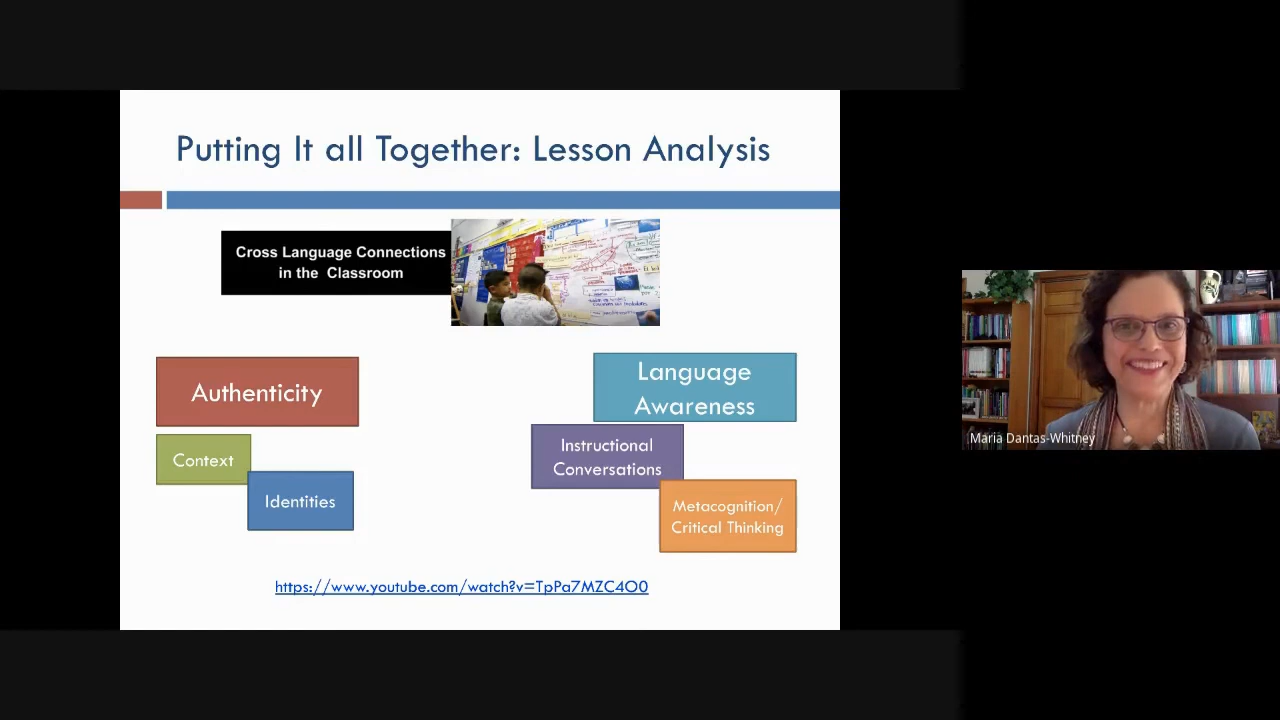 Putting It all Together: Lesson Analysis
Cross Language Connections
in the Classroom
Authenticity
Context
Identities
Language
Awareness
Instructional
Conversations
Metacognition/
Critical Thinking
https://www.youtube.com/watch?v=TpPa7MZC4O0
Maria Dantas-Whitney